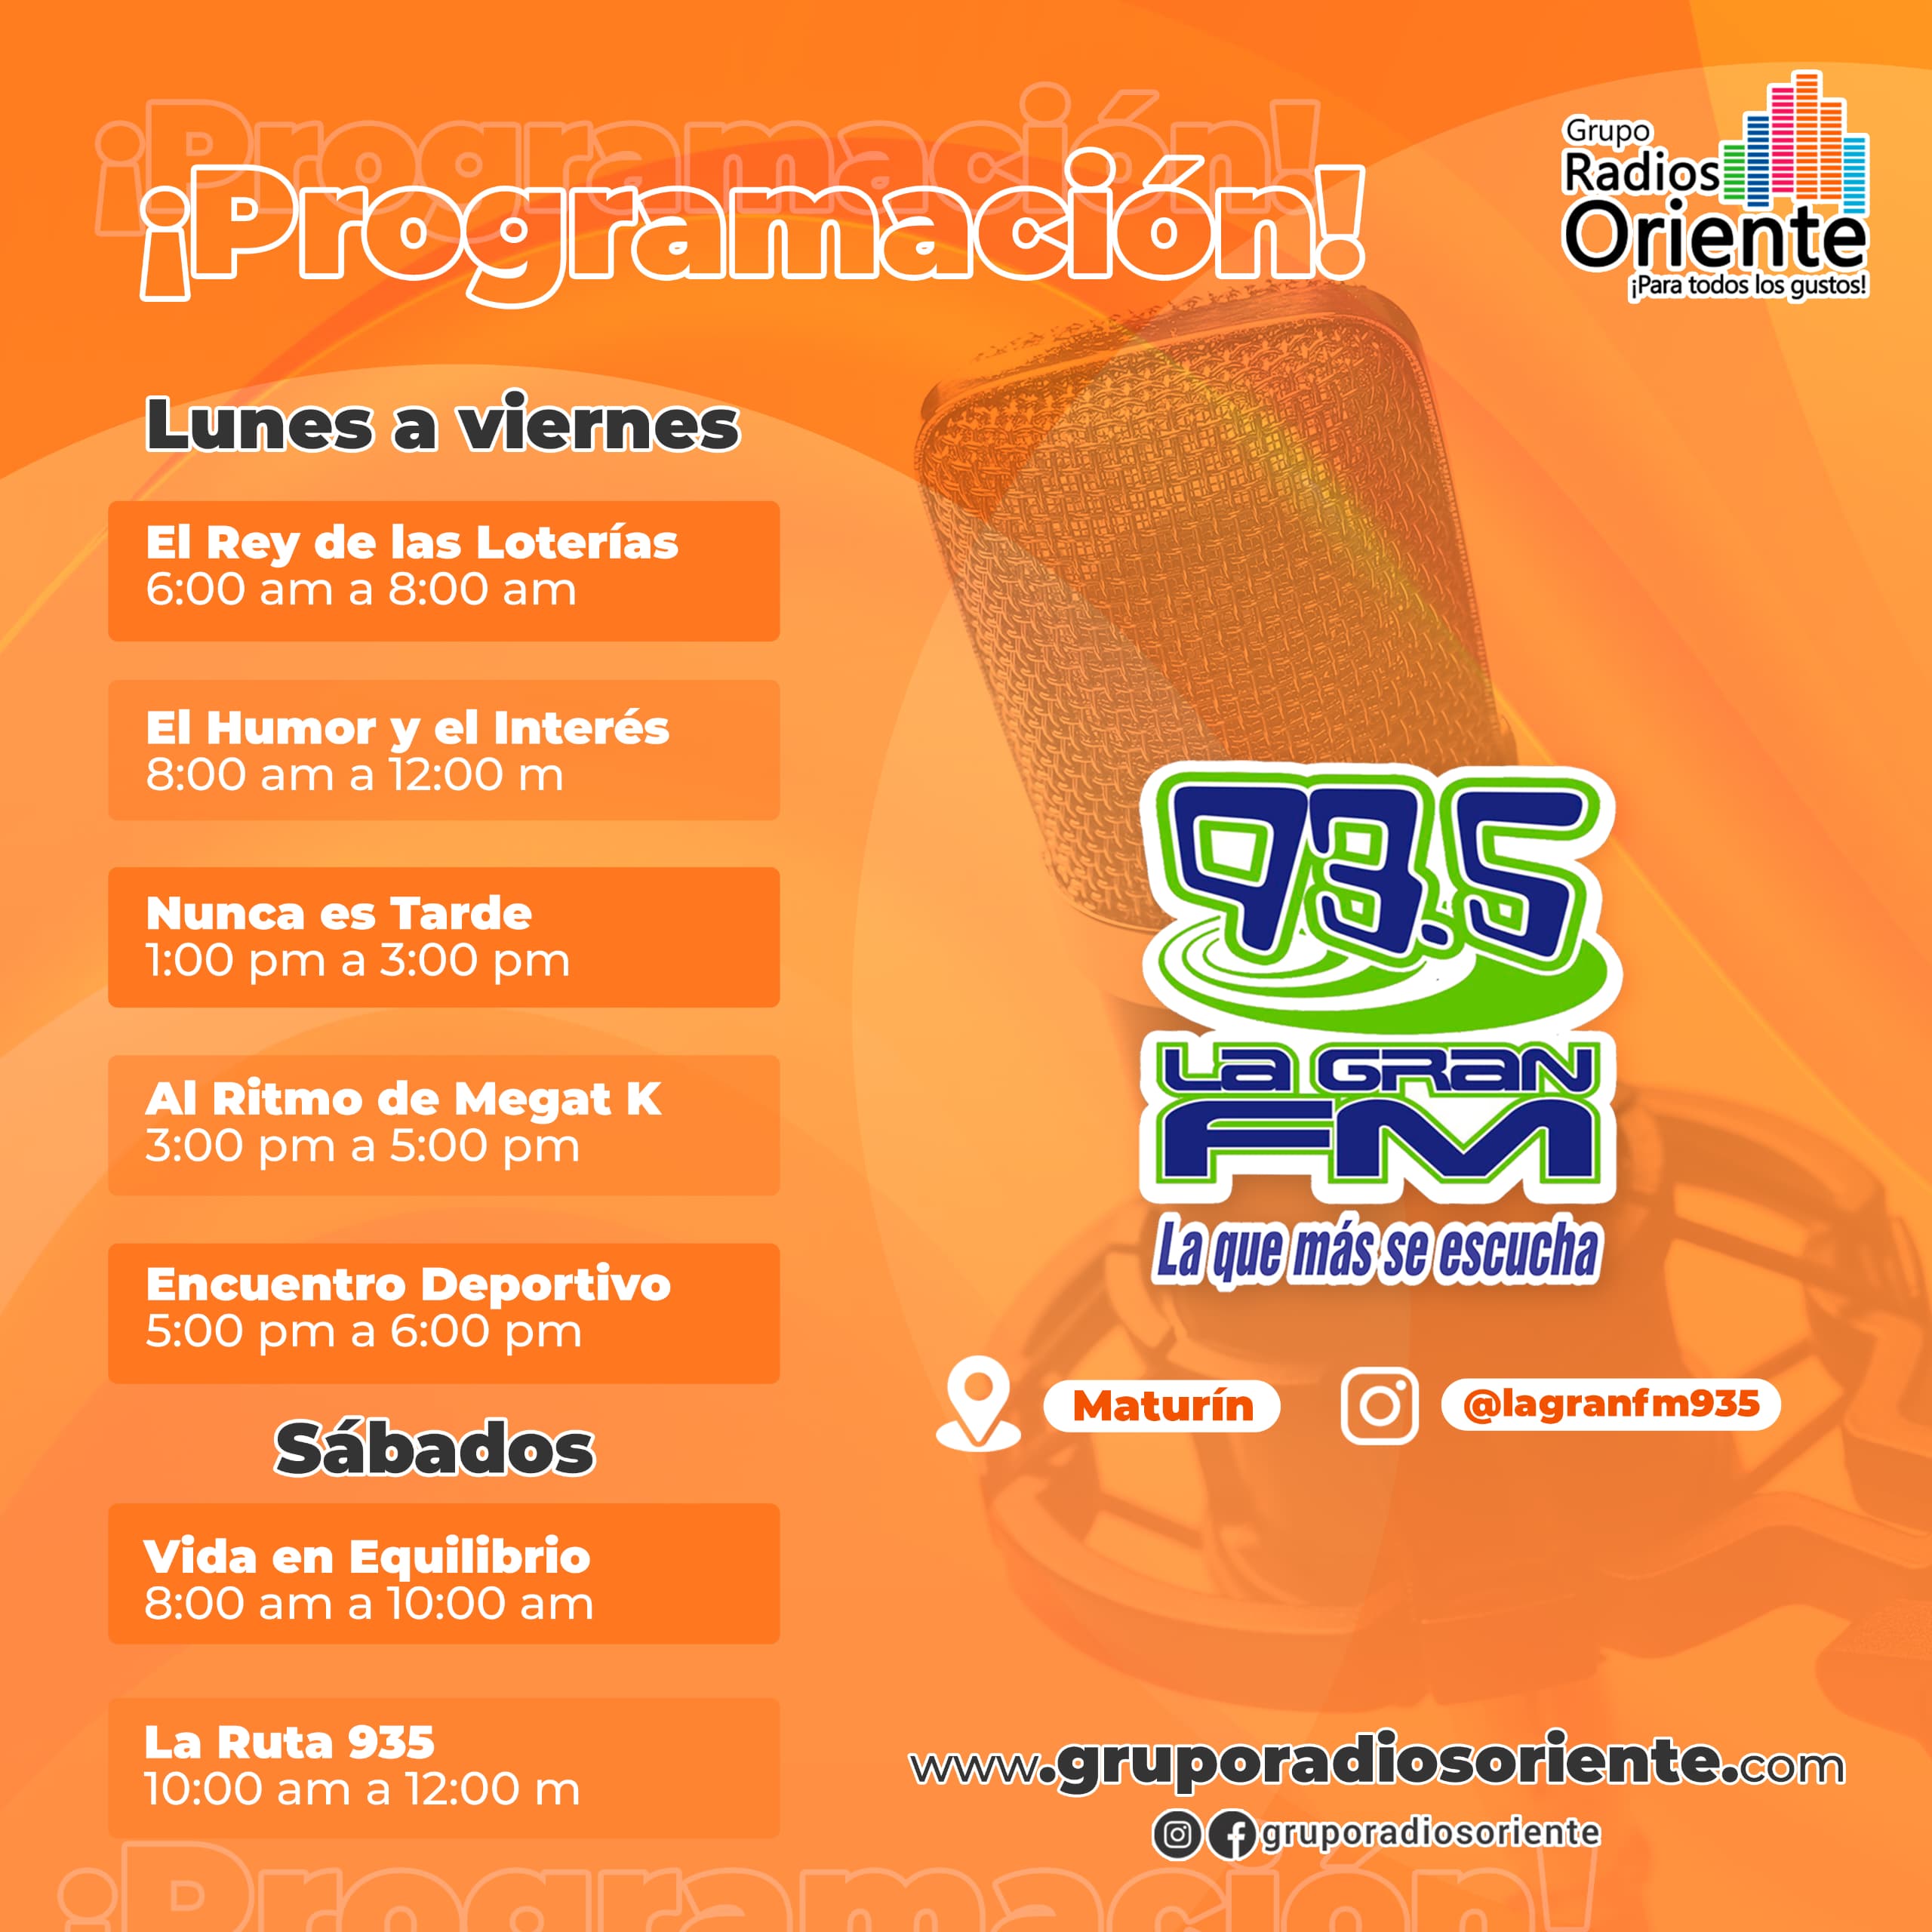 ¡Programación!
¡Programación!
Grupo
Radios
Oriente
¡Para todos los gustos!
Lunes a viernes
El Rey de las Loterías
6:00 am a 8:00 am
El Humor y el Interés
8:00 am a 12:00 m
Nunca es Tarde
1:00 pm a 3:00 pm
Al Ritmo de Megat K
3:00 pm a 5:00 pm
Encuentro Deportivo
5:00 pm a 6:00 pm
Sábados
Vida en Equilibrio
8:00 am a 10:00 am
La Ruta 935
10:00 am a 12:00 m
93.5
La GRaN
FM
La que más se escucha
Maturín
@lagranfm935
www.gruporadiosoriente.com
gruporadiosoriente
¡Programación!